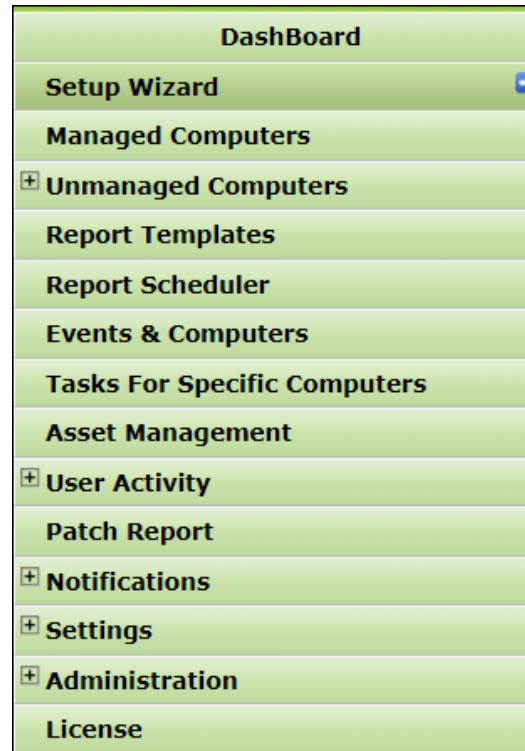 DashBoard
Setup Wizard
Managed Computers
Unmanaged Computers
Report Templates
Report Scheduler
Events & Computers
Tasks For Specific Computers
Asset Management
User Activity
Patch Report
Notifications
Settings
Administration
License